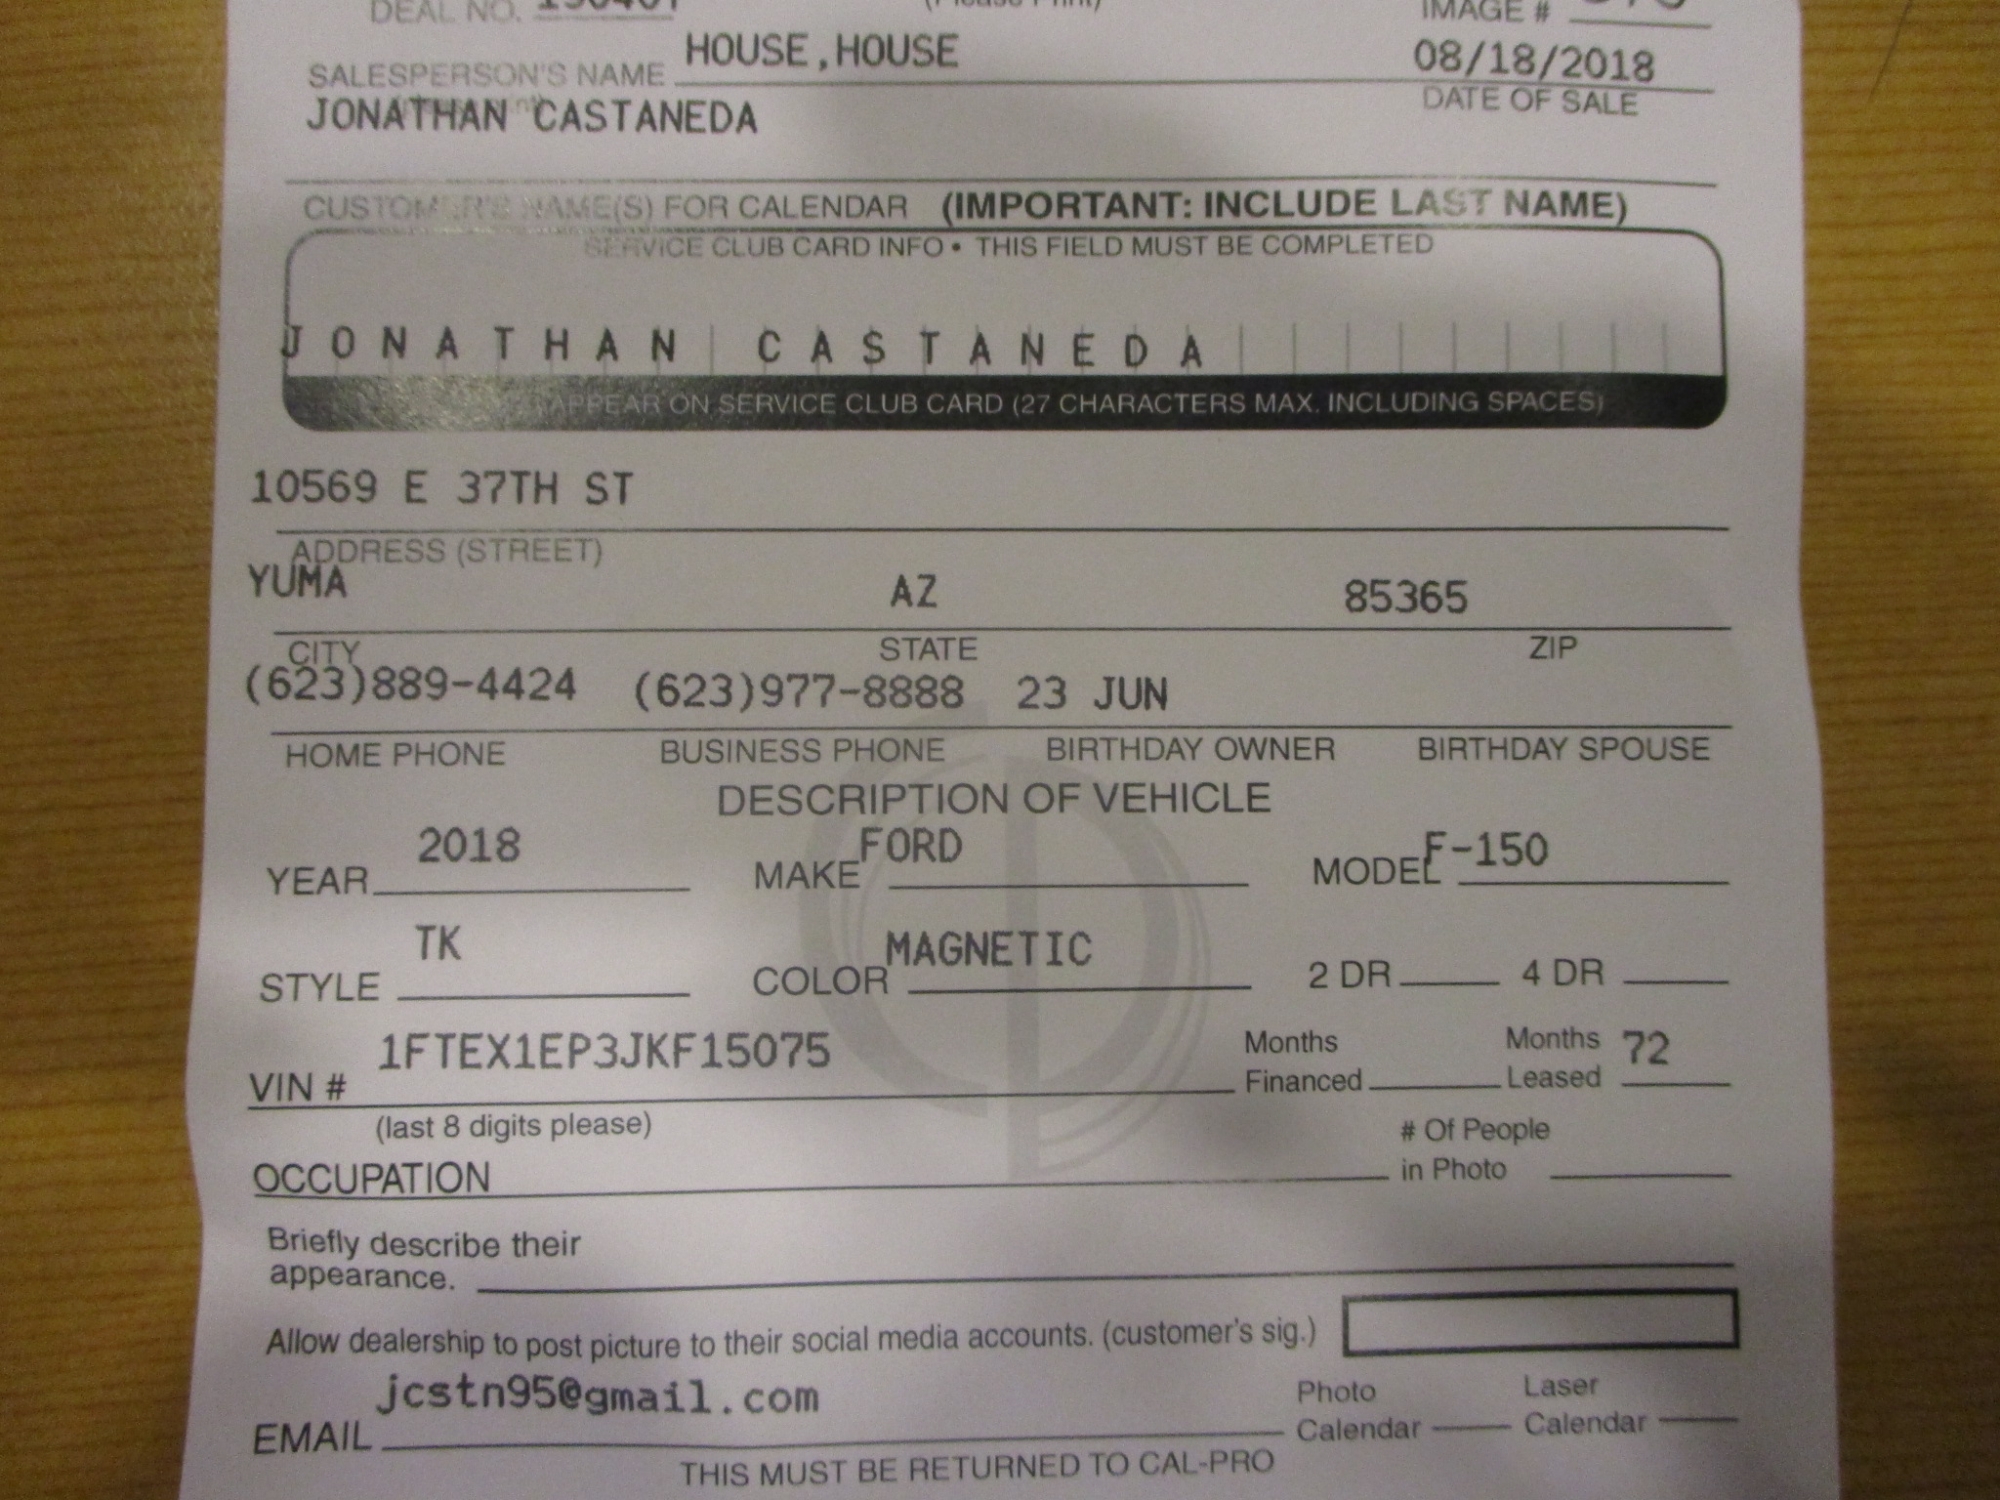 DEAL NO. (Please Print) IMAGE #
HOUSE,HOUSE 08/18/2018
SALESPERSON'S NAME DATE OF SALE
JONATHAN CASTANEDA
CUSTOMER'S NAME(S) FOR CALENDAR (IMPORTANT: INCLUDE LAST NAME)
SERVICE CLUB CARD INFO • THIS FIELD MUST BE COMPLETED
JONATHAN CASTANEDA
APPEAR ON SERVICE CLUB CARD (27 CHARACTERS MAX. INCLUDING SPACES)
10569 E 37TH ST
ADDRESS (STREET)
YUMA AZ 85365
CITY STATE ZIP
(623)889-4424 (623)977-8888 23 JUN
HOME PHONE BUSINESS PHONE BIRTHDAY OWNER BIRTHDAY SPOUSE
DESCRIPTION OF VEHICLE
YEAR 2018 MAKE FORD MODEL F-150
STYLE TK COLOR MAGNETIC 2 DR 4 DR
VIN # 1FTEX1EP3JKF15075 Months Financed Months Leased 72
(last 8 digits please)
OCCUPATION # Of People in Photo
Briefly describe their
appearance.
Allow dealership to post picture to their social media accounts. (customer's sig.)
EMAIL jcstn95@gmail.com Photo Calendar Laser Calendar
THIS MUST BE RETURNED TO CAL-PRO